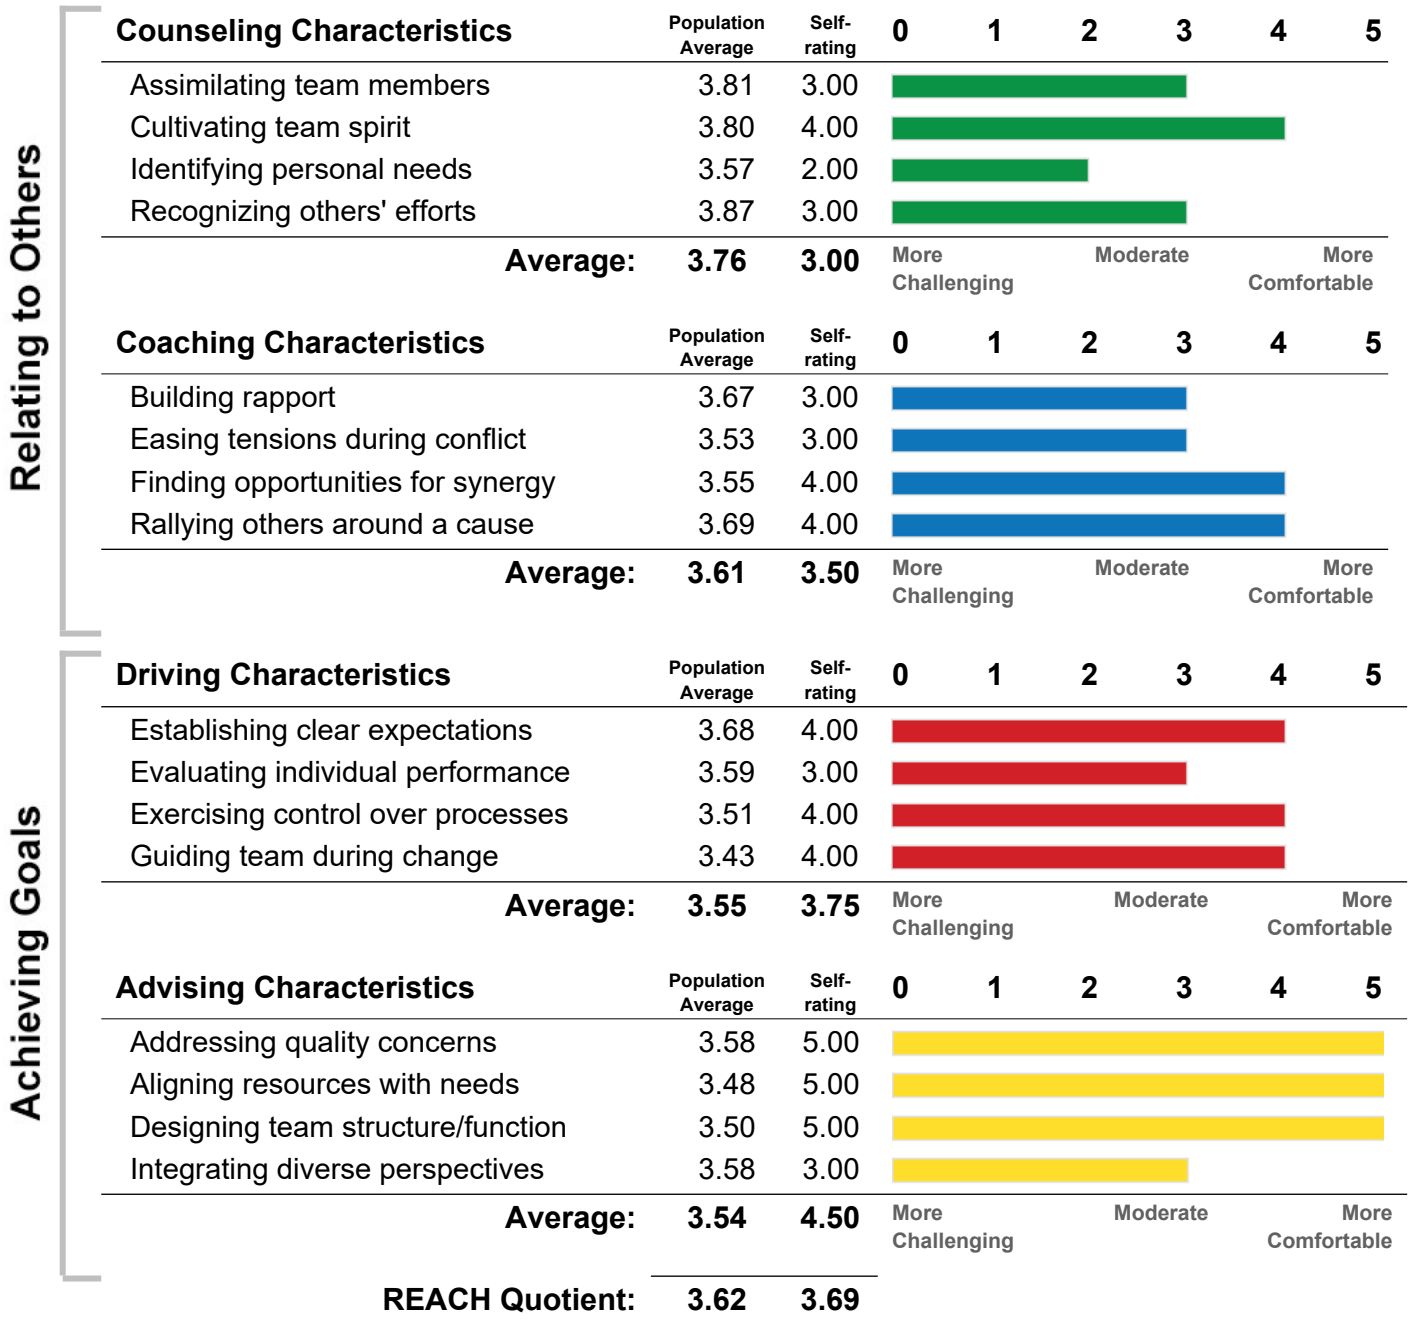 Relating to Others
Counseling Characteristics Population Average Self-rating 0 1 2 3 4 5
Assimilating team members 3.81 3.00
Cultivating team spirit 3.80 4.00
Identifying personal needs 3.57 2.00
Recognizing others' efforts 3.87 3.00
Average: 3.76 3.00 More Challenging Moderate More Comfortable
Coaching Characteristics Population Average Self-rating 0 1 2 3 4 5
Building rapport 3.67 3.00
Easing tensions during conflict 3.53 3.00
Finding opportunities for synergy 3.55 4.00
Rallying others around a cause 3.69 4.00
Average: 3.61 3.50 More Challenging Moderate More Comfortable
Achieving Goals
Driving Characteristics Population Average Self-rating 0 1 2 3 4 5
Establishing clear expectations 3.68 4.00
Evaluating individual performance 3.59 3.00
Exercising control over processes 3.51 4.00
Guiding team during change 3.43 4.00
Average: 3.55 3.75 More Challenging Moderate More Comfortable
Advising Characteristics Population Average Self-rating 0 1 2 3 4 5
Addressing quality concerns 3.58 5.00
Aligning resources with needs 3.48 5.00
Designing team structure/function 3.50 5.00
Integrating diverse perspectives 3.58 3.00
Average: 3.54 4.50 More Challenging Moderate More Comfortable
REACH Quotient: 3.62 3.69